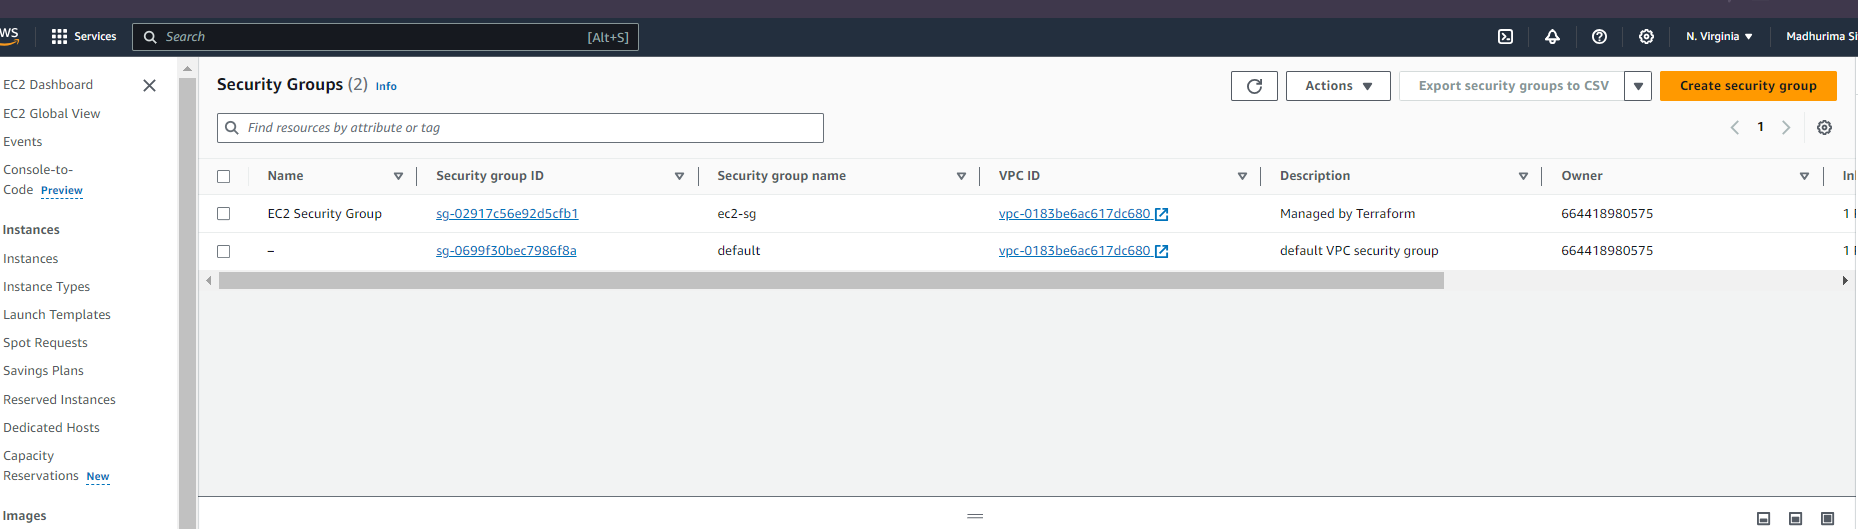 Services
Search
[Alt+S]
N. Virginia
EC2 Dashboard
EC2 Global View
Events
Console-to-
Code Preview
Instances
Instances
Instance Types
Launch Templates
Spot Requests
Savings Plans
Reserved Instances
Dedicated Hosts
Capacity
Reservations New
Images
Security Groups (2) Info
Actions
Export security groups to CSV
Create security group
Find resources by attribute or tag
1
Name Security group ID Security group name VPC ID Description Owner
EC2 Security Group sg-02917c56e92d5cfb1 ec2-sg vpc-0183be6ac617dc680 Managed by Terraform 664418980575 1
– sg-0699f30bec7986f8a default vpc-0183be6ac617dc680 default VPC security group 664418980575 1